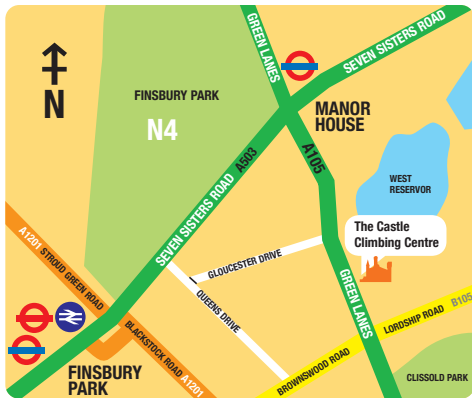 GREEN LANES
SEVEN SISTERS ROAD
N
FINSBURY PARK
N4
MANOR
HOUSE
A105
SEVEN SISTERS ROAD A503
WEST
RESERVOR
The Castle
Climbing Centre
GLOUCESTER DRIVE
QUEENS DRIVE
GREEN LANES
A1201 STROUD GREEN ROAD
BLACKSTOCK ROAD A1201
BROWNSWOOD ROAD
LORDSHIP ROAD B105
CLISSOLD PARK
FINSBURY
PARK